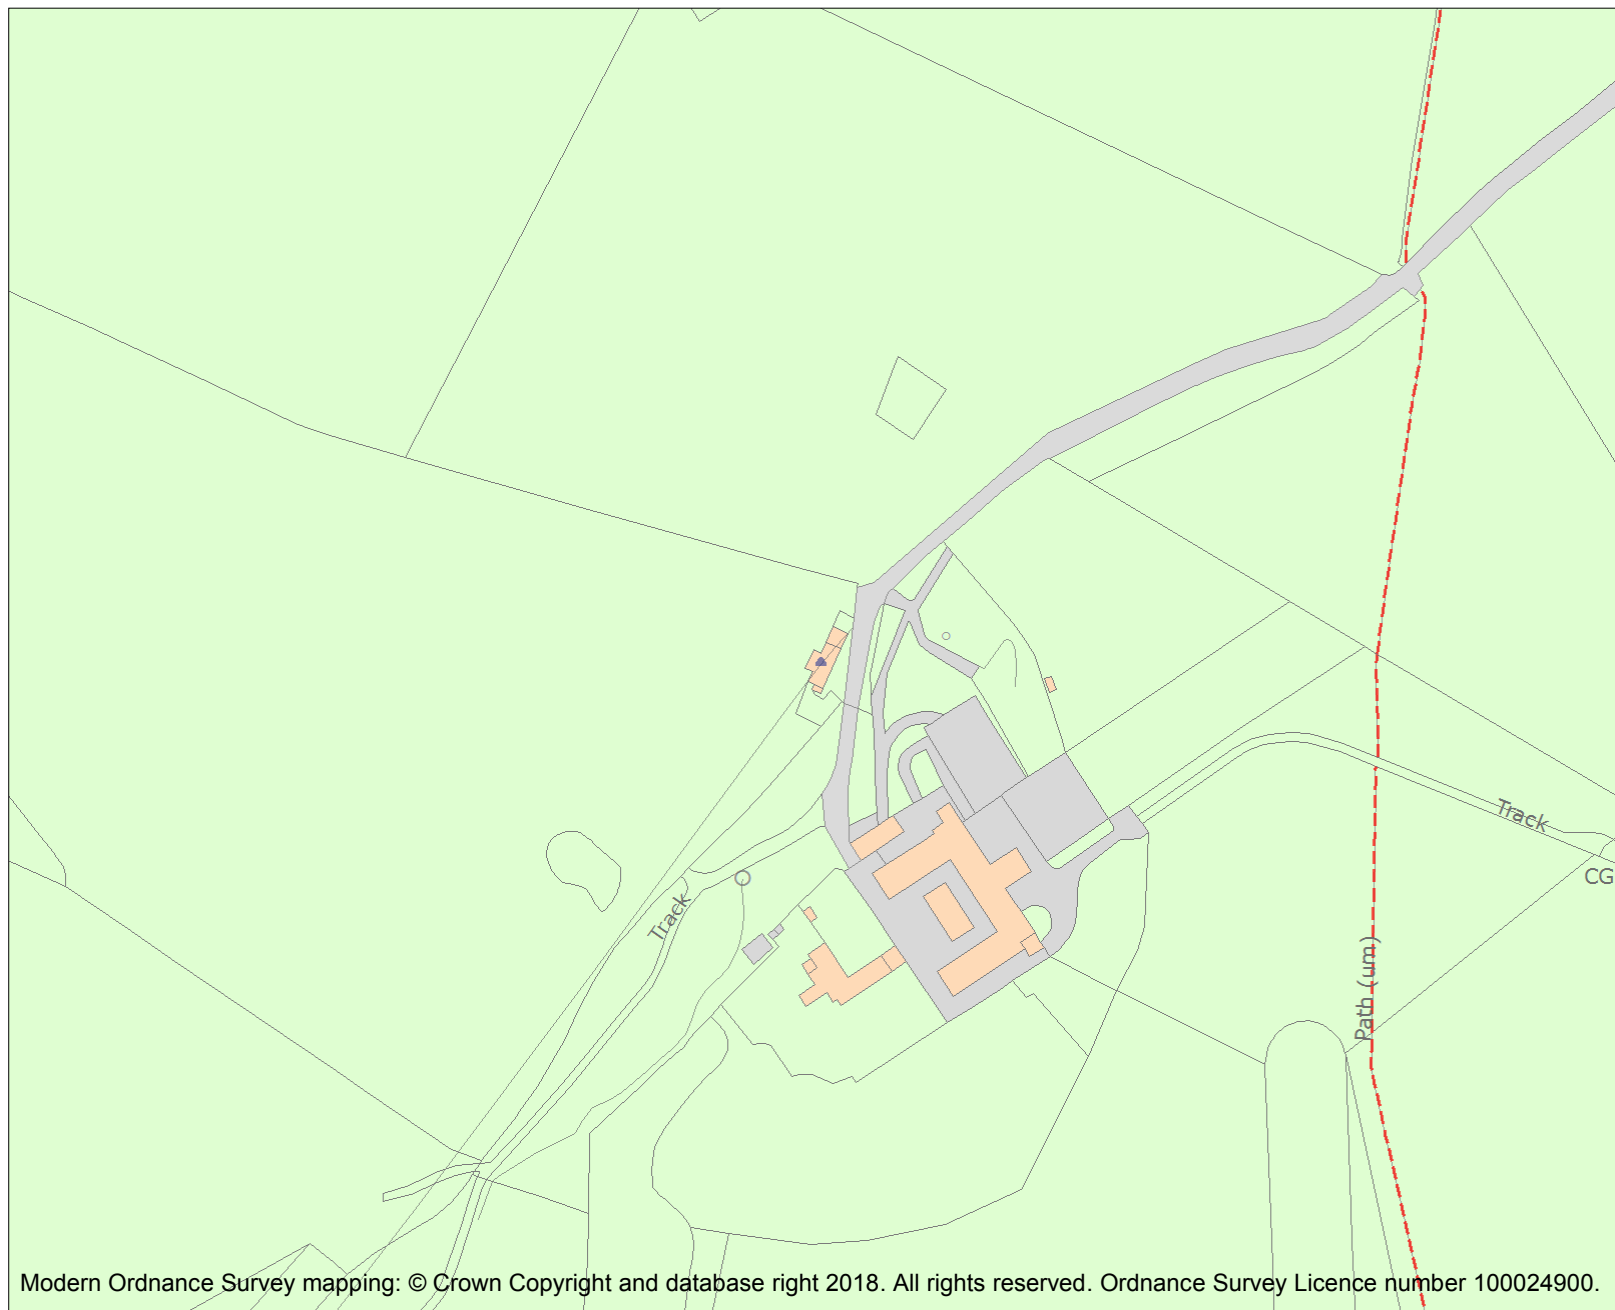 Track
CG
Track
Path (um)
Modern Ordnance Survey mapping: © Crown Copyright and database right 2018. All rights reserved. Ordnance Survey Licence number 100024900.